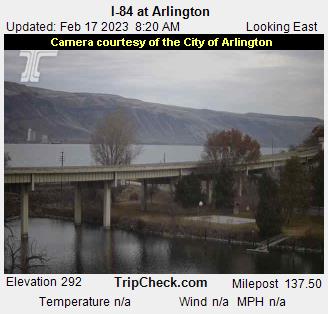 I-84 at Arlington
Updated: Feb 17 2023 8:20 AM Looking East
Camera courtesy of the City of Arlington
Elevation 292 TripCheck.com Milepost 137.50
Temperature n/a Wind n/a MPH n/a